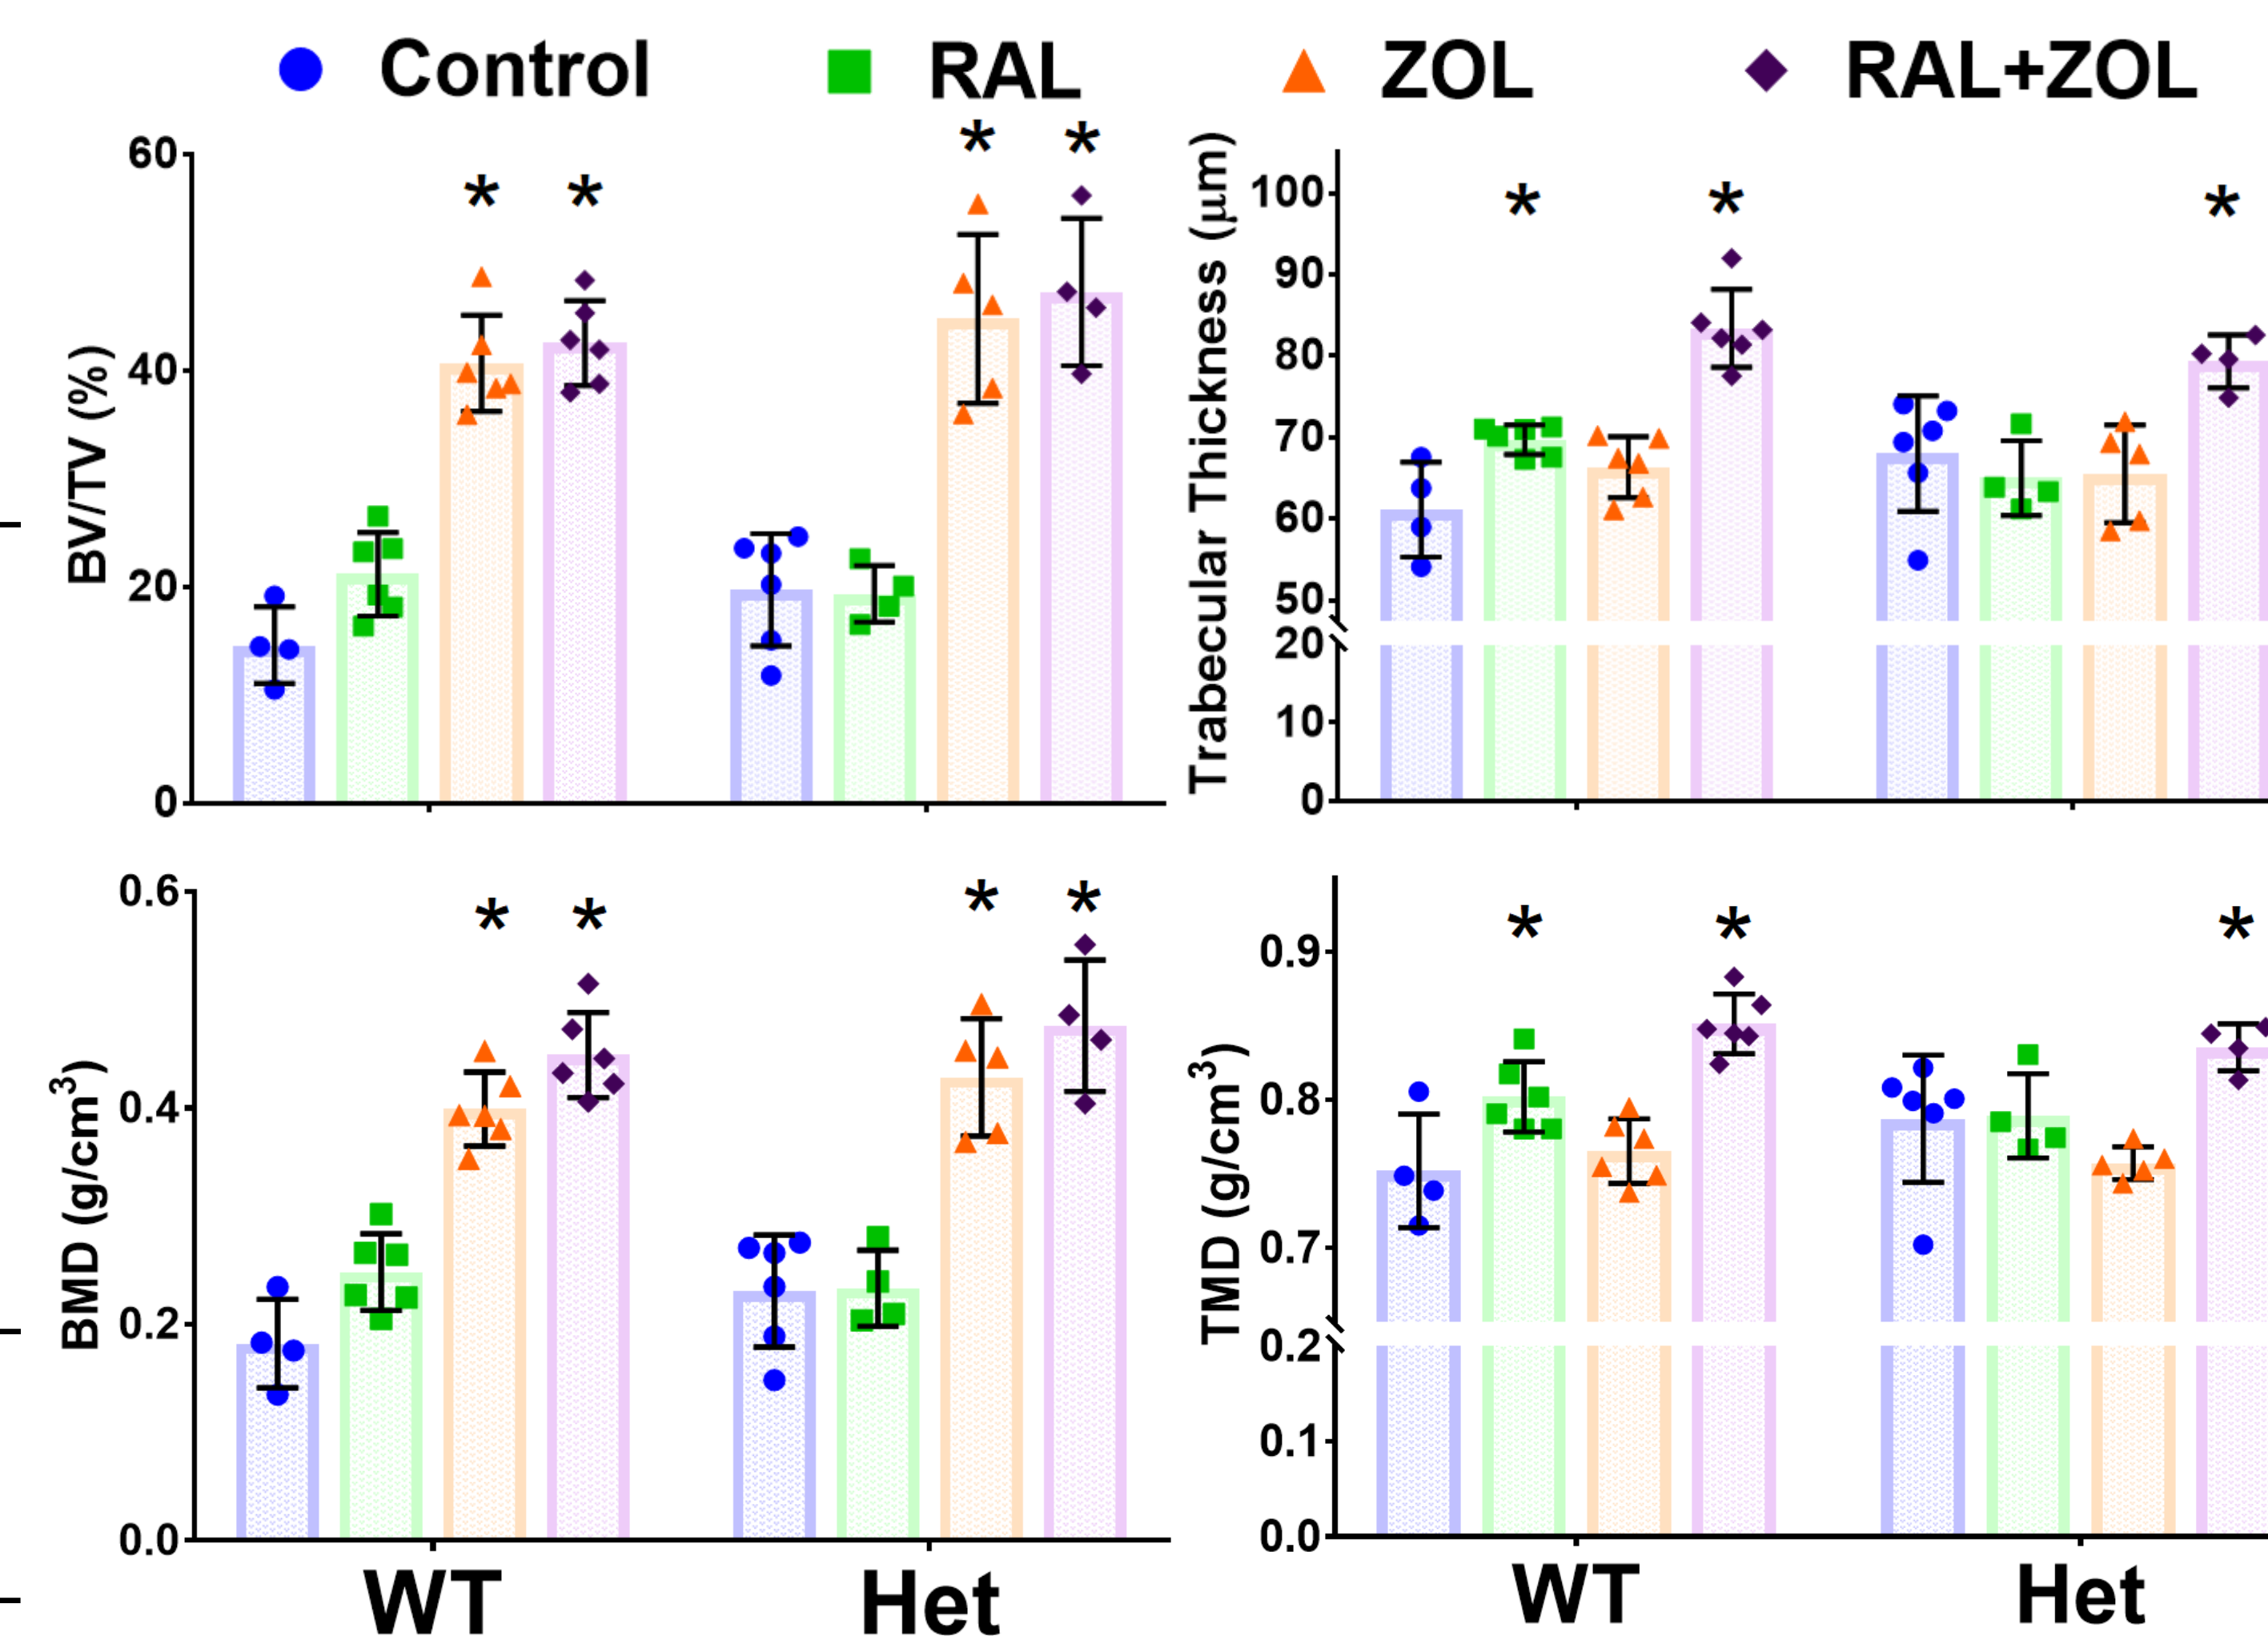 Control RAL ZOL RAL+ZOL
BV/TV (%)
60
40
20
0
* * * *
Trabecular Thickness (µm)
100
90
80
70
60
50
20
10
0
* * *
BMD (g/cm³)
0.6
0.4
0.2
0.0
* * * *
WT Het
TMD (g/cm³)
0.9
0.8
0.7
0.2
0.1
0.0
* * *
WT Het